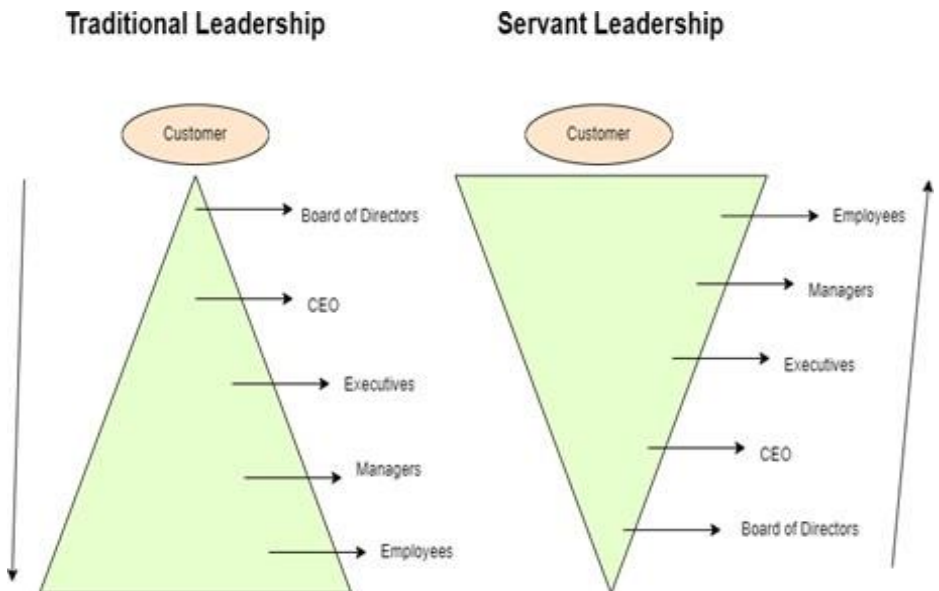 Traditional Leadership
Servant Leadership
Customer
Board of Directors
CEO
Executives
Managers
Employees
Customer
Employees
Managers
Executives
CEO
Board of Directors